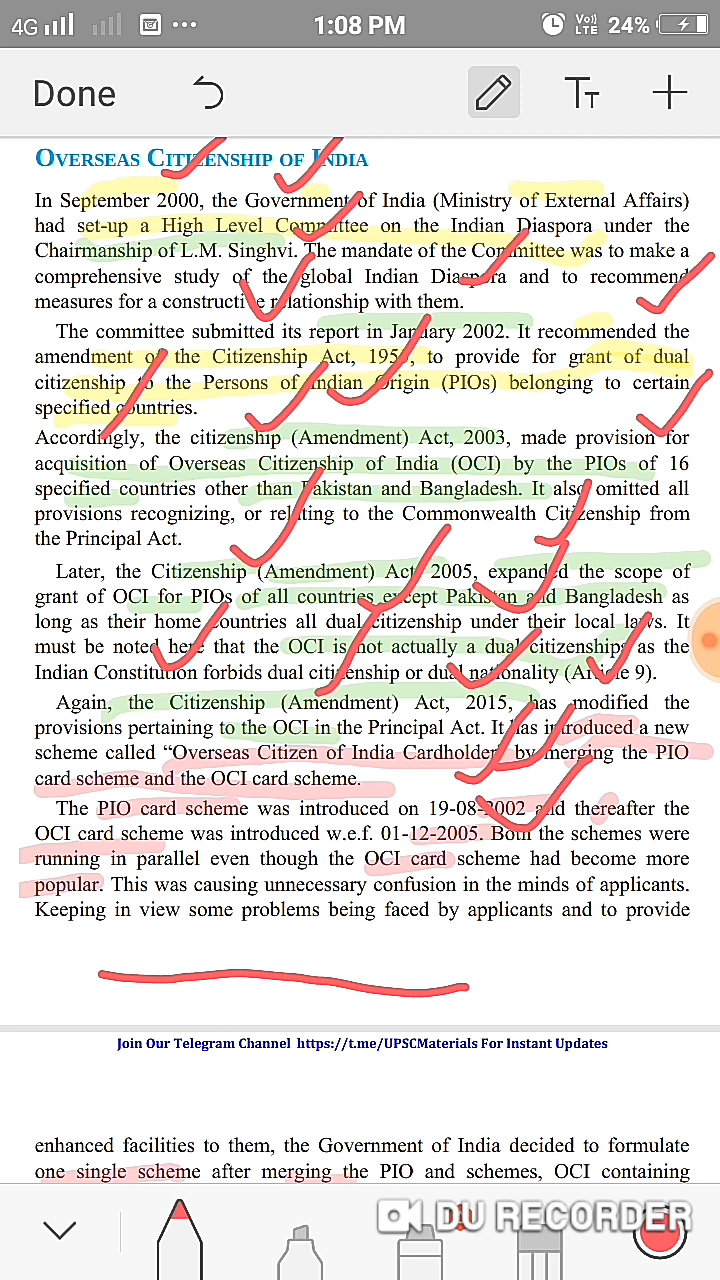 4G 1:08 PM Vo)) LTE 24%
Done TT
OVERSEAS CITIZENSHIP OF INDIA
In September 2000, the Government of India (Ministry of External Affairs)
had set-up a High Level Committee on the Indian Diaspora under the
Chairmanship of L.M. Singhvi. The mandate of the Committee was to make a
comprehensive study of the global Indian Diaspora and to recommend
measures for a constructive relationship with them.
The committee submitted its report in January 2002. It recommended the
amendment of the Citizenship Act, 1955, to provide for grant of dual
citizenship to the Persons of Indian Origin (PIOs) belonging to certain
specified countries.
Accordingly, the citizenship (Amendment) Act, 2003, made provision for
acquisition of Overseas Citizenship of India (OCI) by the PIOs of 16
specified countries other than Pakistan and Bangladesh. It also omitted all
provisions recognizing, or relating to the Commonwealth Citizenship from
the Principal Act.
Later, the Citizenship (Amendment) Act 2005, expanded the scope of
grant of OCI for PIOs of all countries except Pakistan and Bangladesh as
long as their home countries all dual citizenship under their local laws. It
must be noted here that the OCI is not actually a dual citizenship as the
Indian Constitution forbids dual citizenship or dual nationality (Article 9).
Again, the Citizenship (Amendment) Act, 2015, has modified the
provisions pertaining to the OCI in the Principal Act. It has introduced a new
scheme called “Overseas Citizen of India Cardholder” by merging the PIO
card scheme and the OCI card scheme.
The PIO card scheme was introduced on 19-08-2002 and thereafter the
OCI card scheme was introduced w.e.f. 01-12-2005. Both the schemes were
running in parallel even though the OCI card scheme had become more
popular. This was causing unnecessary confusion in the minds of applicants.
Keeping in view some problems being faced by applicants and to provide
Join Our Telegram Channel https://t.me/UPSCMaterials For Instant Updates
enhanced facilities to them, the Government of India decided to formulate
one single scheme after merging the PIO and schemes, OCI containing
DU RECORDER